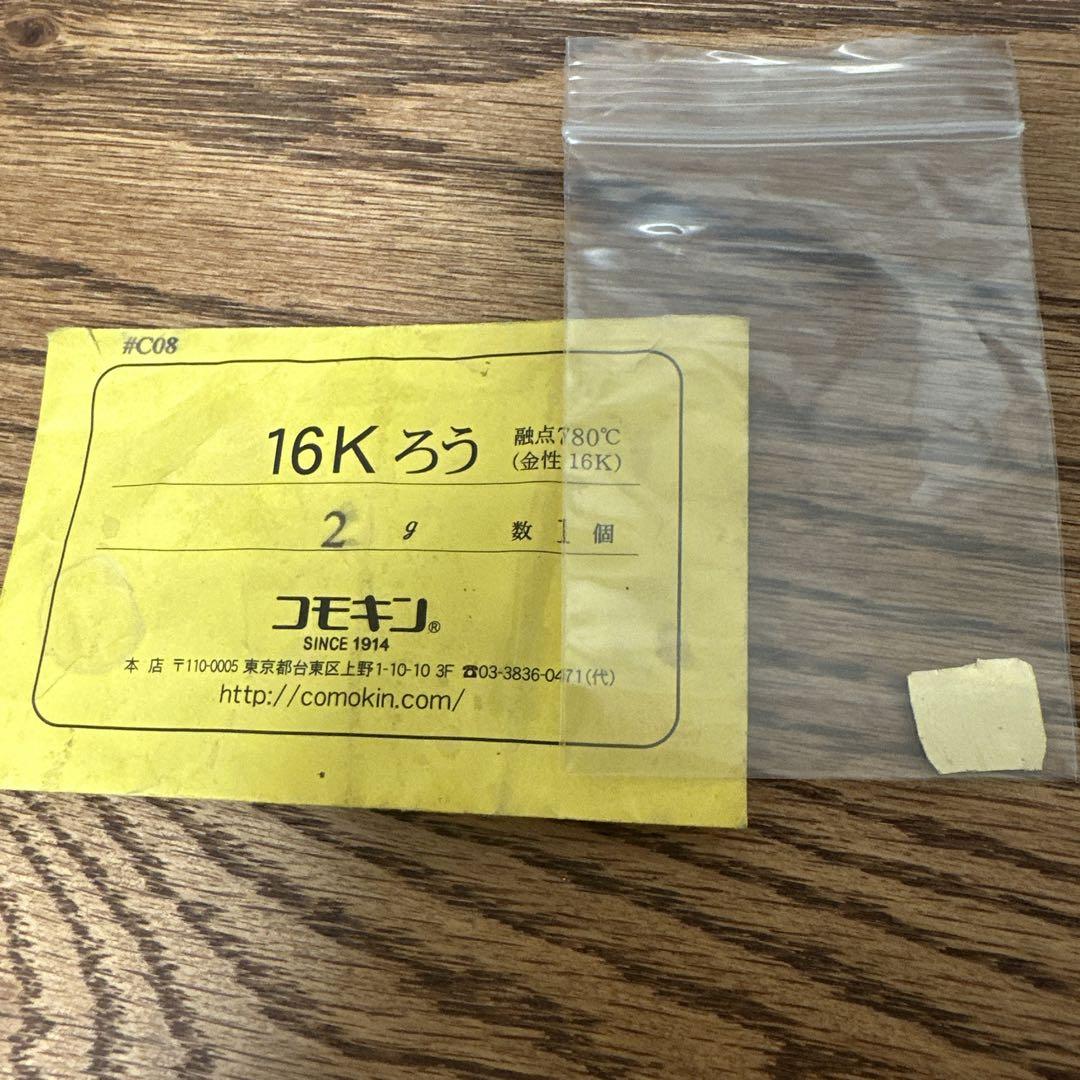 #C08
16K ろう 融点780℃
(金性 16K)
2 g 数 1 個
コモキン®
SINCE 1914
本 店 〒110-0005 東京都台東区上野1-10-10 3F ☎03-3836-0471(代)
http://comokin.com/